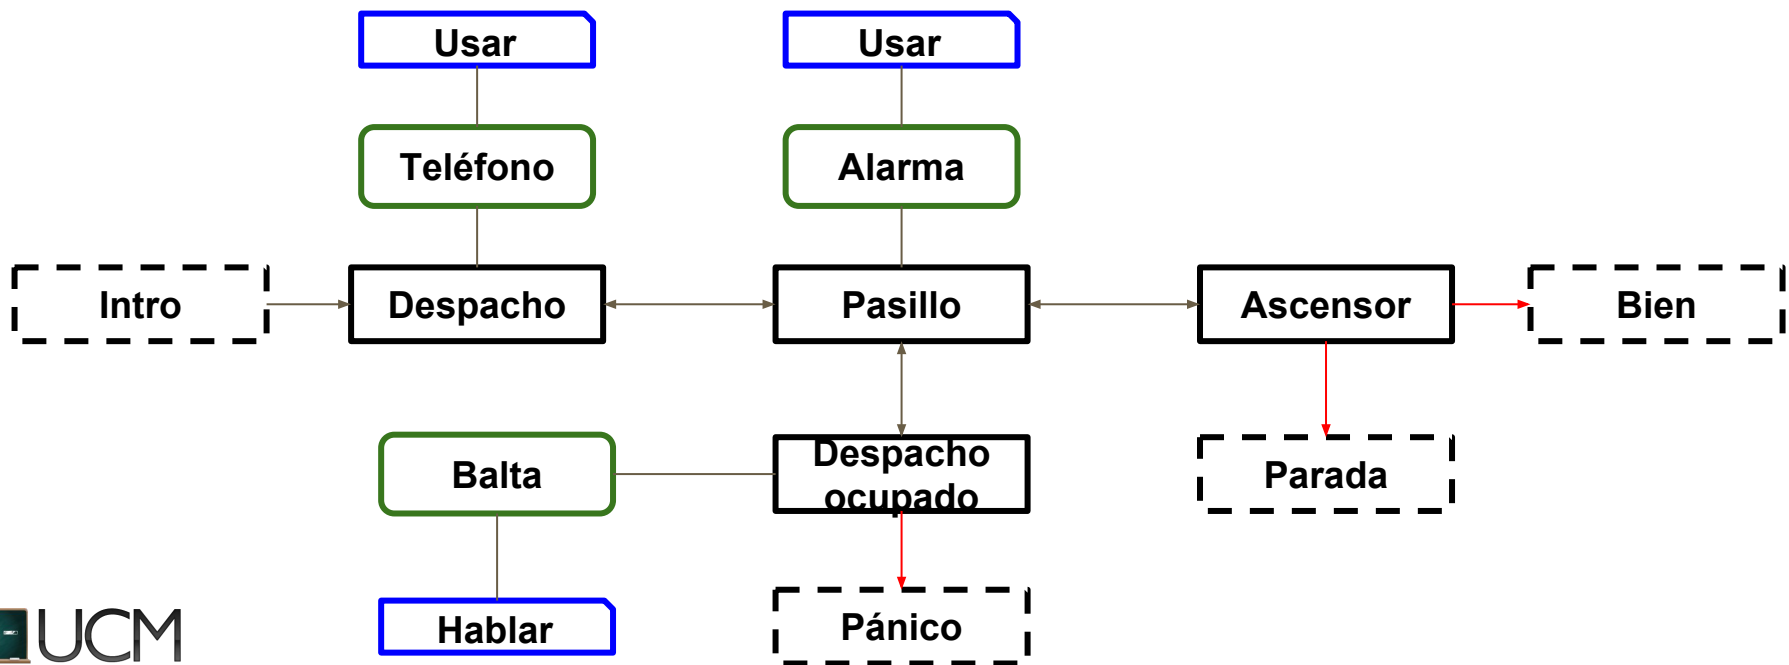 Usar
Usar
Teléfono
Alarma
Intro
Despacho
Pasillo
Ascensor
Bien
Balta
Despacho
ocupado
Parada
Hablar
Pánico
UCM